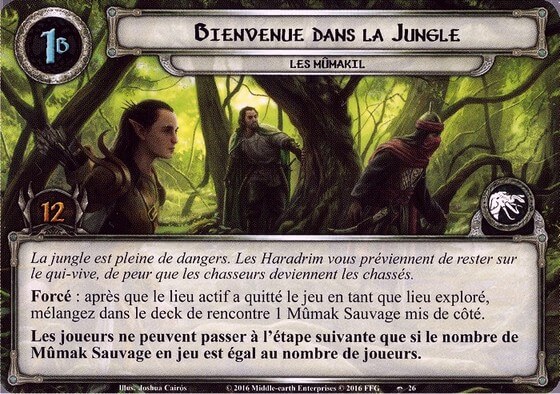 1B
BIENVENUE DANS LA JUNGLE
LES MÛMAKIL
12
La jungle est pleine de dangers. Les Haradrim vous préviennent de rester sur
le qui-vive, de peur que les chasseurs deviennent les chassés.
Forcé : après que le lieu actif a quitté le jeu en tant que lieu exploré,
mélangez dans le deck de rencontre 1 Mûmak Sauvage mis de côté.
Les joueurs ne peuvent passer à l'étape suivante que si le nombre de
Mûmak Sauvage en jeu est égal au nombre de joueurs.
Illus. Joshua Cairós © 2016 Middle-earth Enterprises © 2016 FFG 26